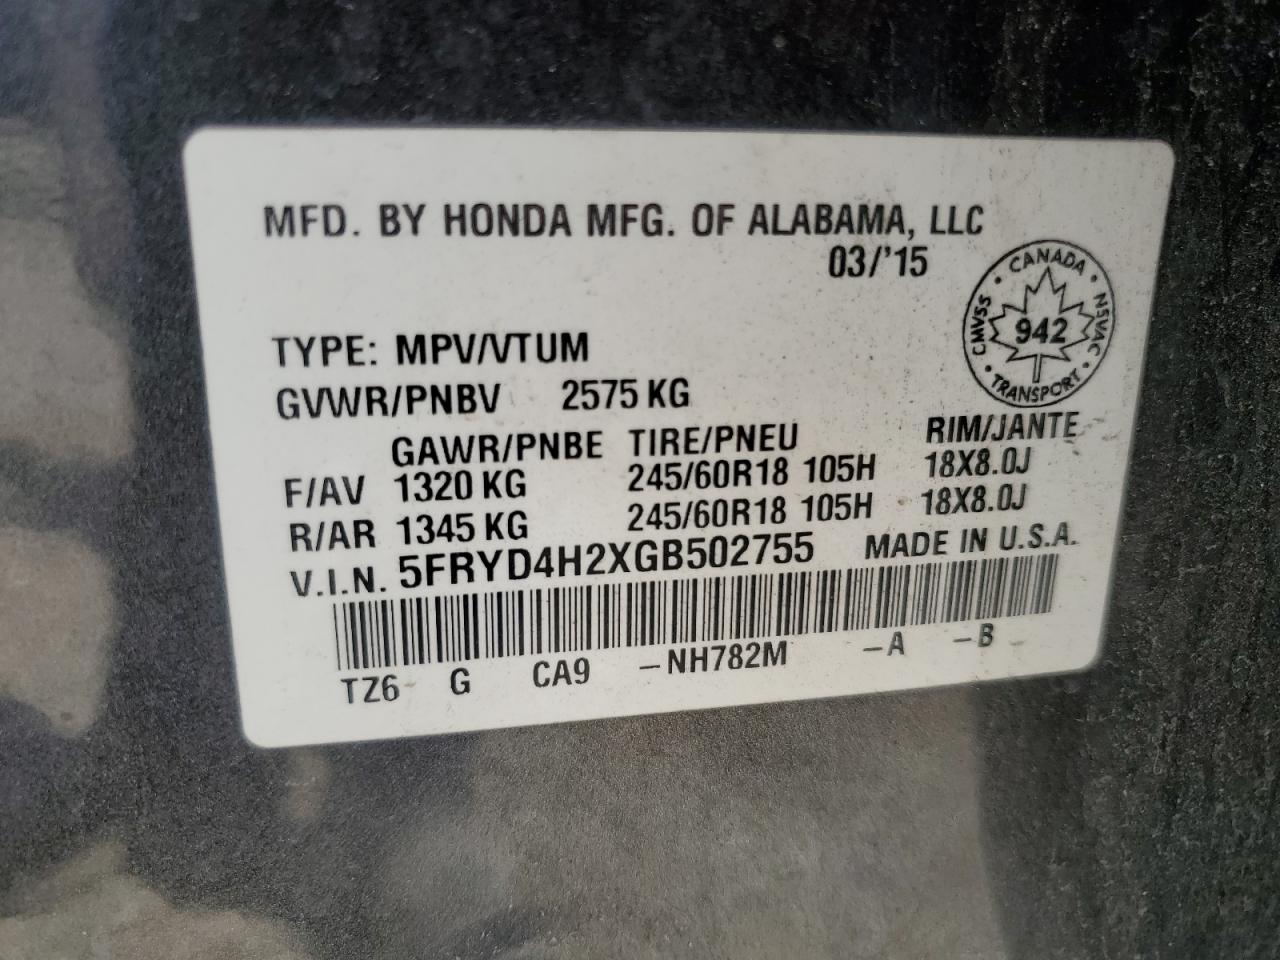 MFD. BY HONDA MFG. OF ALABAMA, LLC
03/'15
CANADA
CMVSS
942
NSVAC
TRANSPORT
TYPE: MPV/VTUM
GVWR/PNBV 2575 KG
GAWR/PNBE TIRE/PNEU RIM/JANTE
F/AV 1320 KG 245/60R18 105H 18X8.0J
R/AR 1345 KG 245/60R18 105H 18X8.0J
V.I.N. 5FRYD4H2XGB502755 MADE IN U.S.A.
TZ6 G CA9 -NH782M -A -B